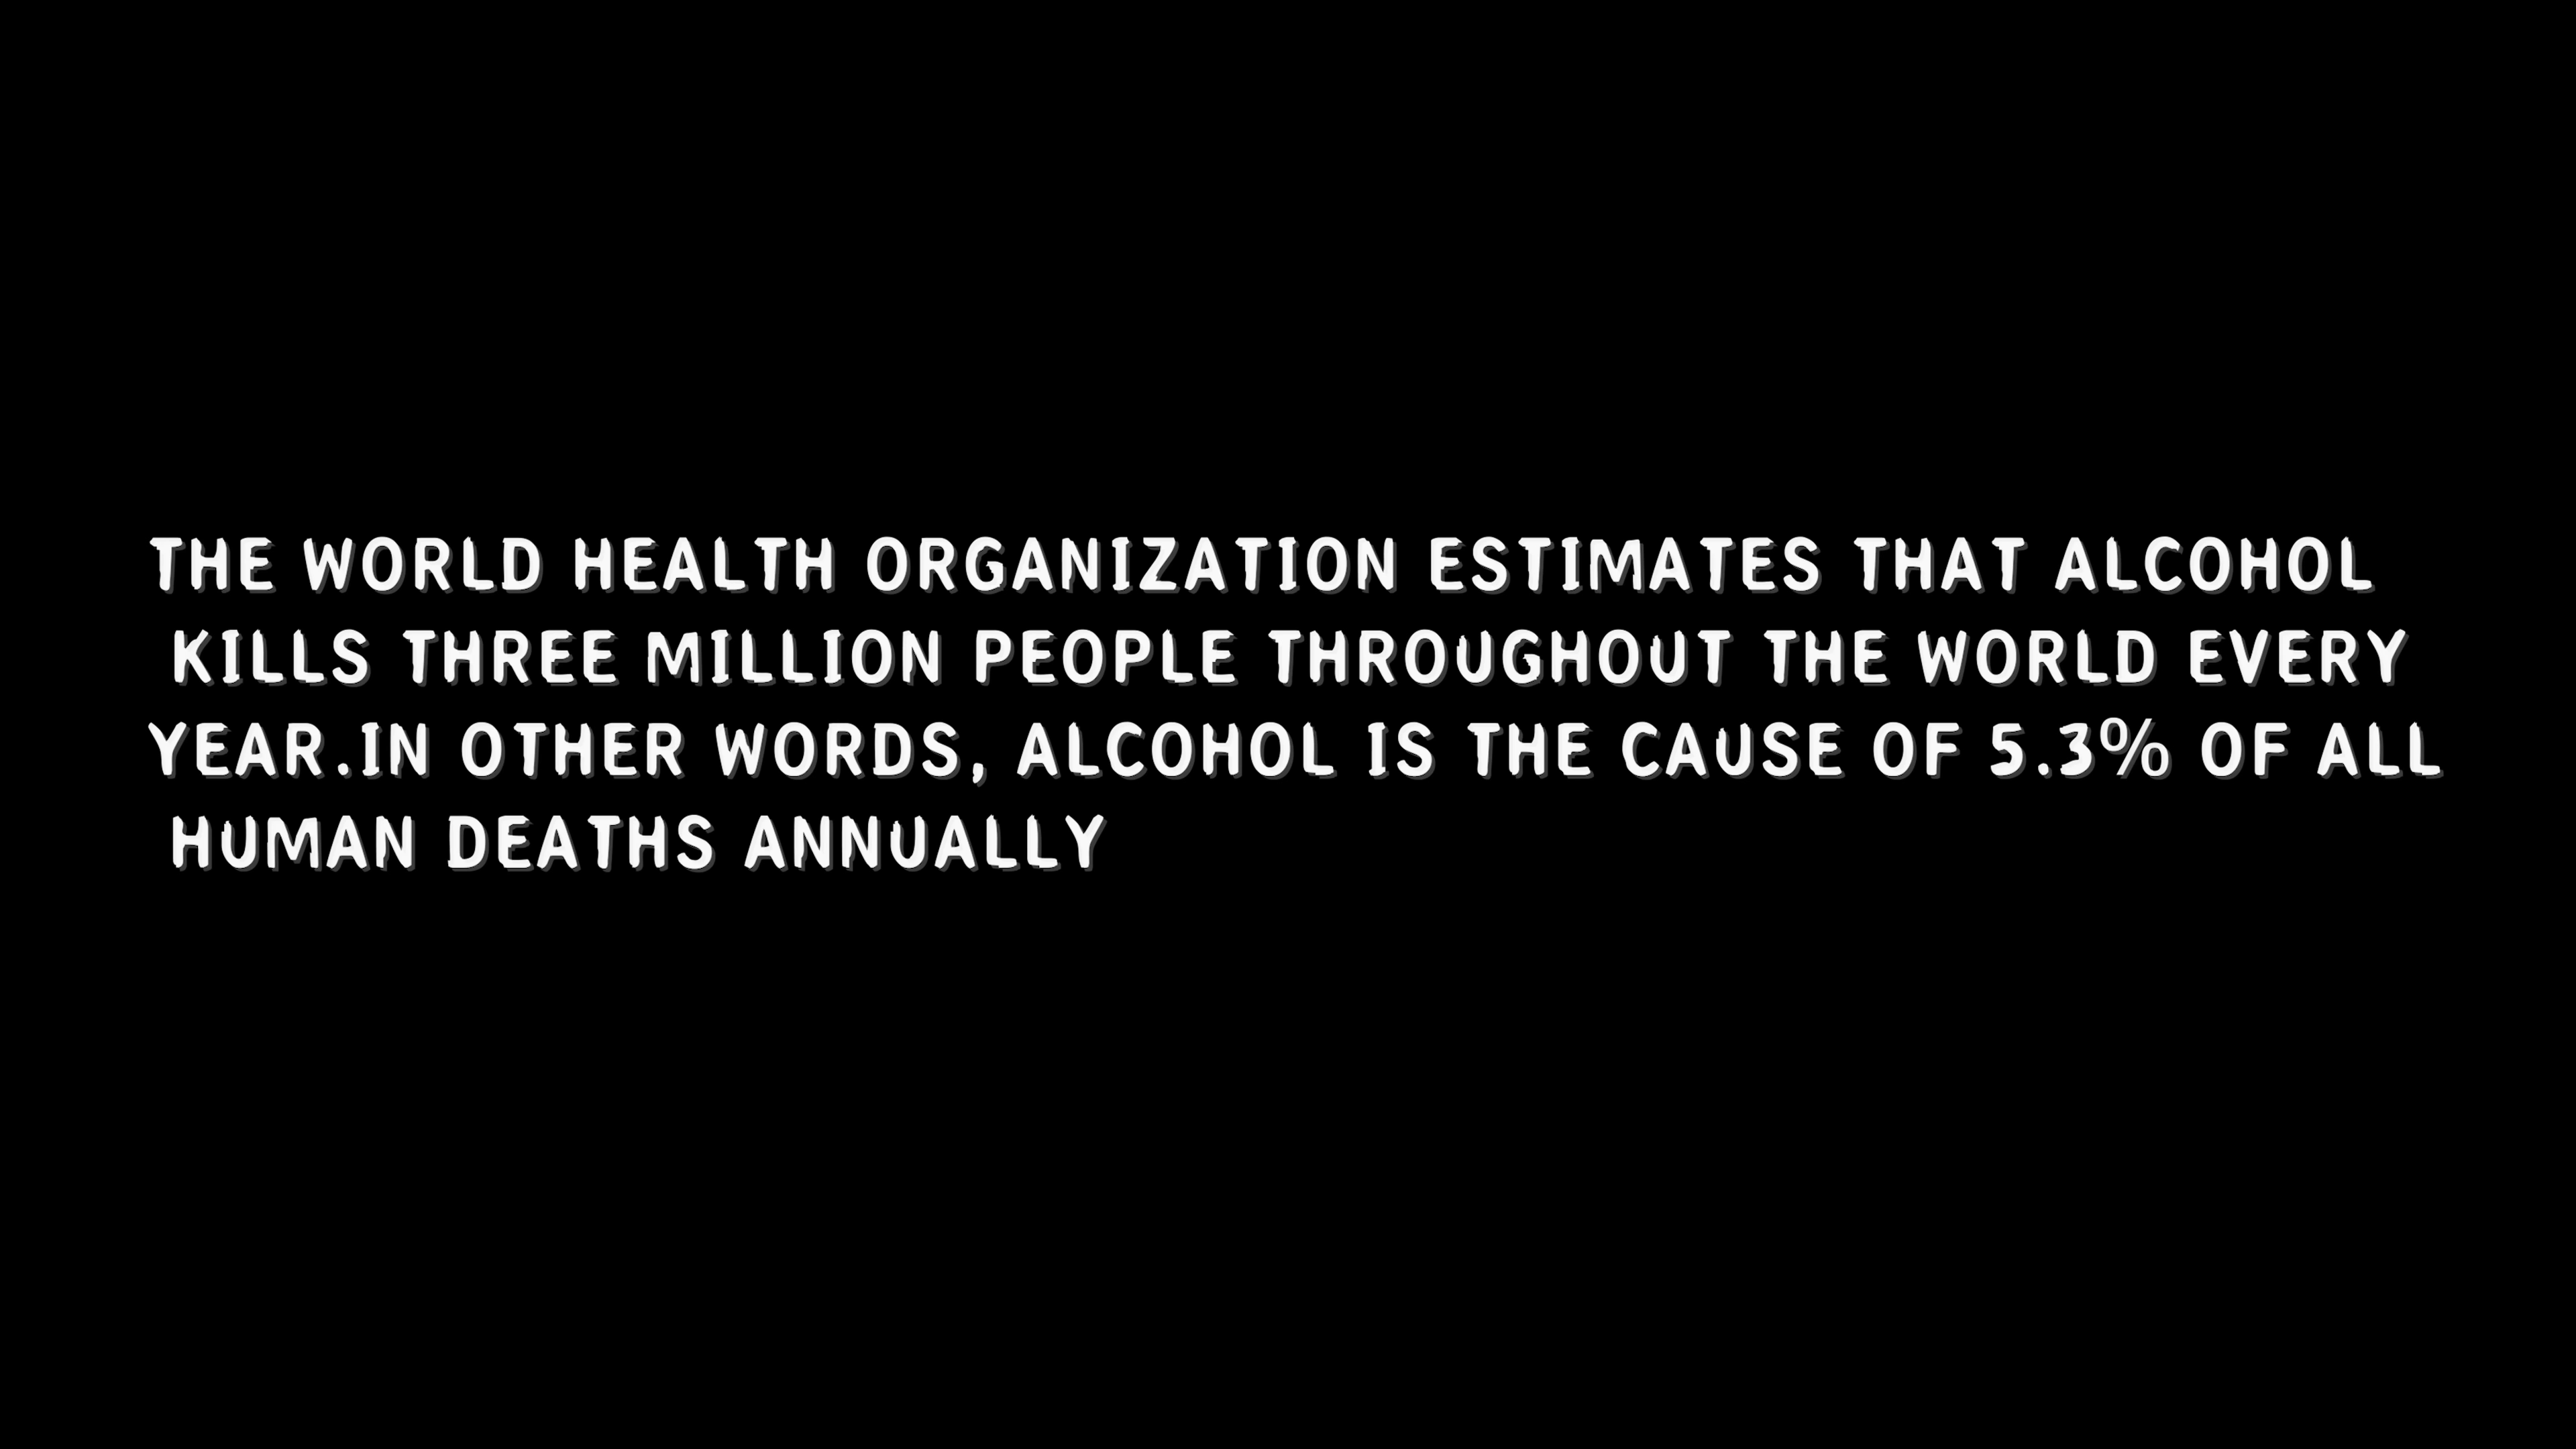 THE WORLD HEALTH ORGANIZATION ESTIMATES THAT ALCOHOL
KILLS THREE MILLION PEOPLE THROUGHOUT THE WORLD EVERY
YEAR.IN OTHER WORDS, ALCOHOL IS THE CAUSE OF 5.3% OF ALL
HUMAN DEATHS ANNUALLY